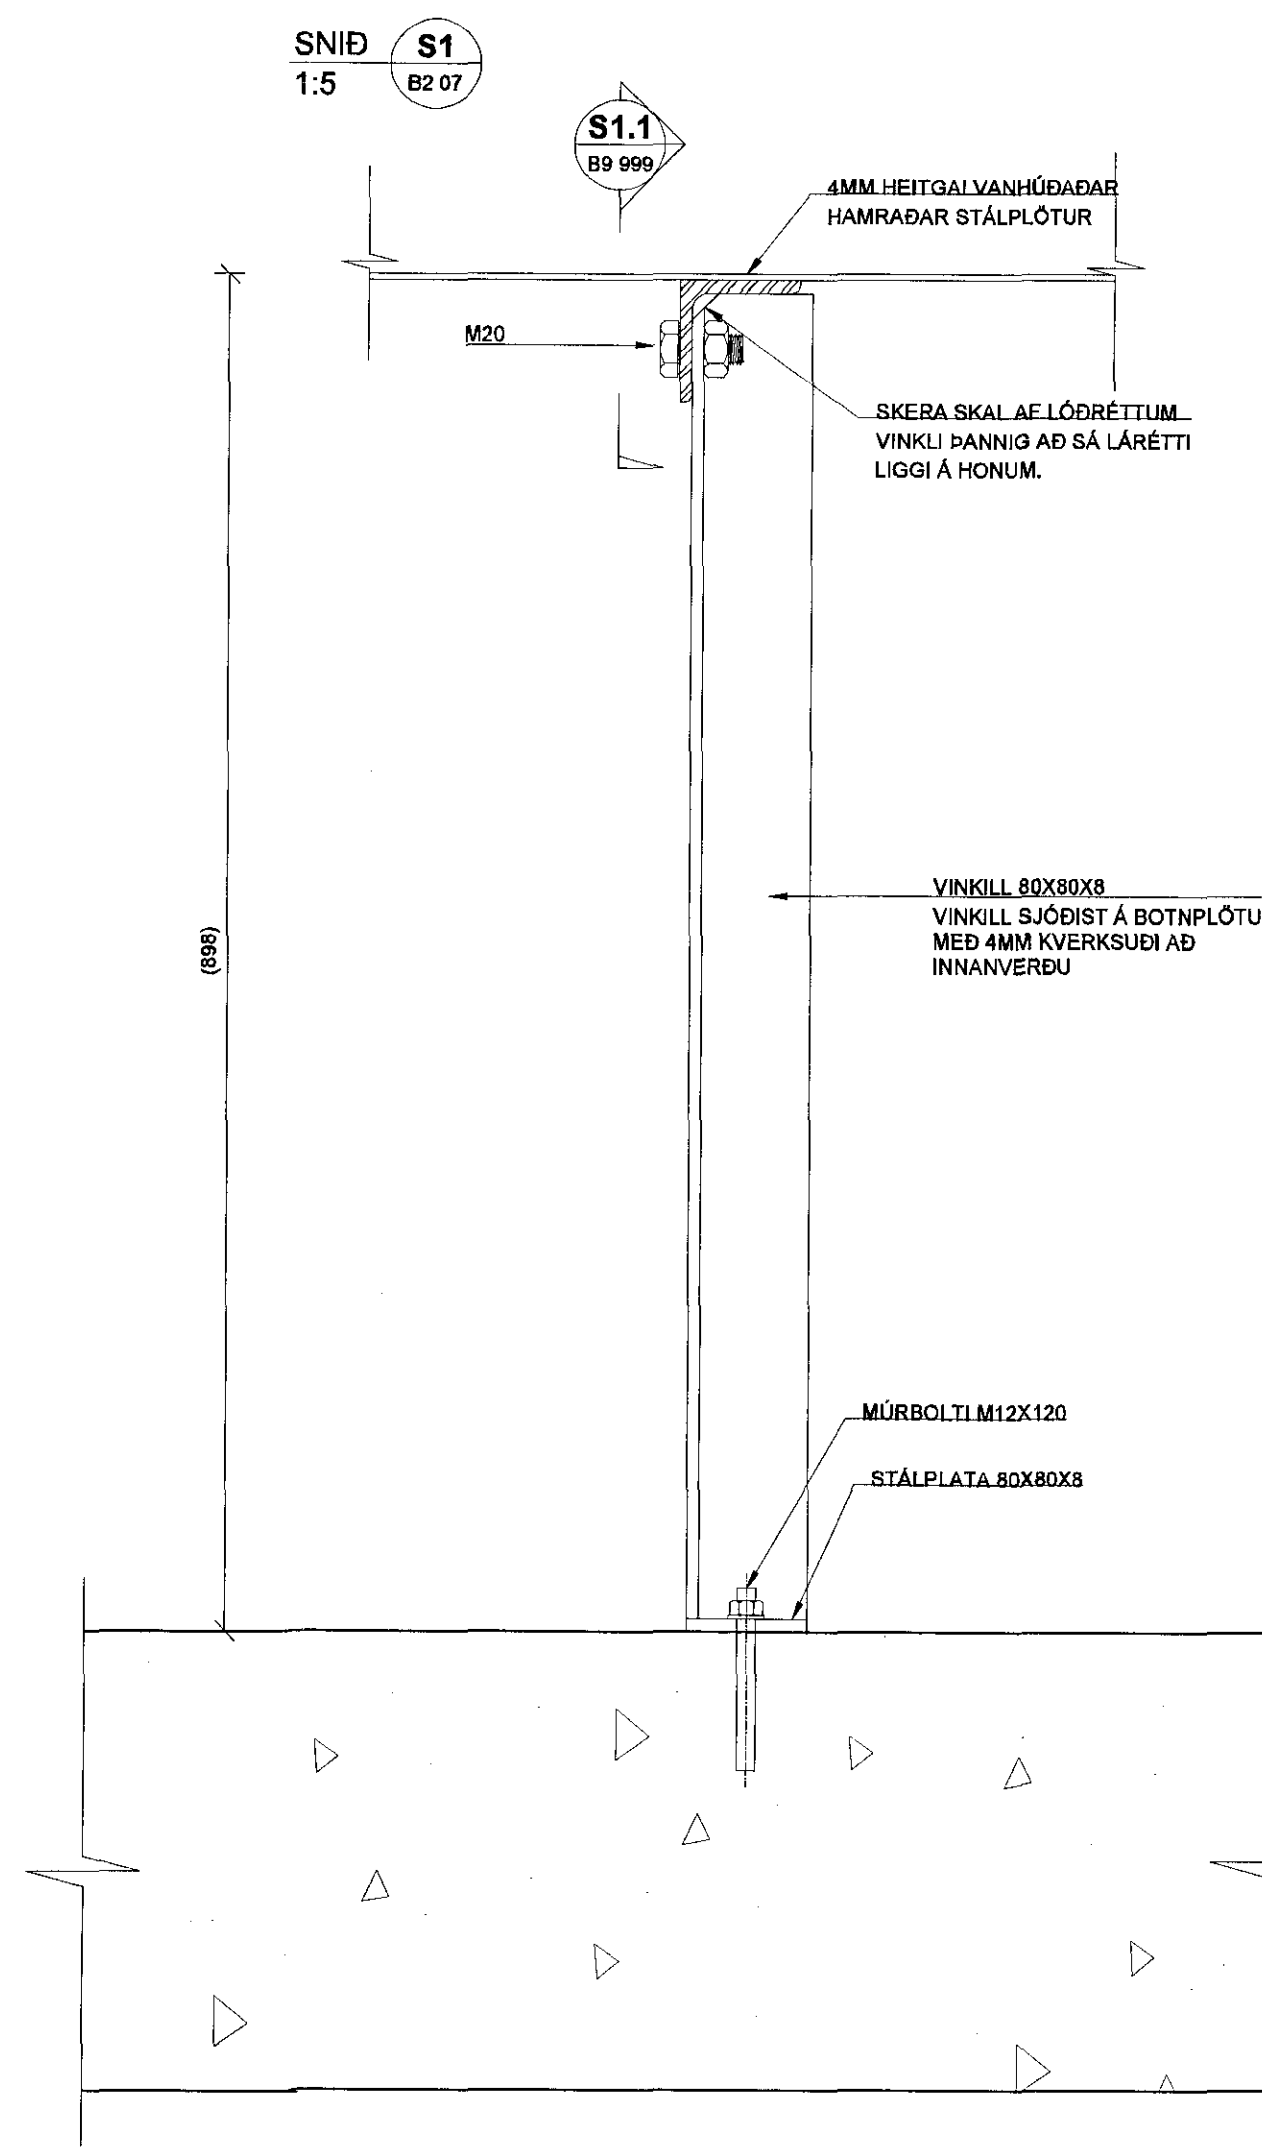 SNIÐ
1:5
S1
B2 07
S1.1
B9 999
4MM HEITGALVANHÚÐAÐAR
HAMRAÐAR STÁLPLÖTUR
M20
SKERA SKAL AF LÓÐRÉTTUM
VINKLI ÞANNIG AÐ SÁ LÁRÉTTI
LIGGI Á HONUM.
(898)
VINKILL 80X80X8
VINKILL SJÓÐIST Á BOTNPLÖTU
MEÐ 4MM KVERKSUÐI AÐ
INNANVERÐU
MÚRBOLTI M12X120
STÁLPLATA 80X80X8